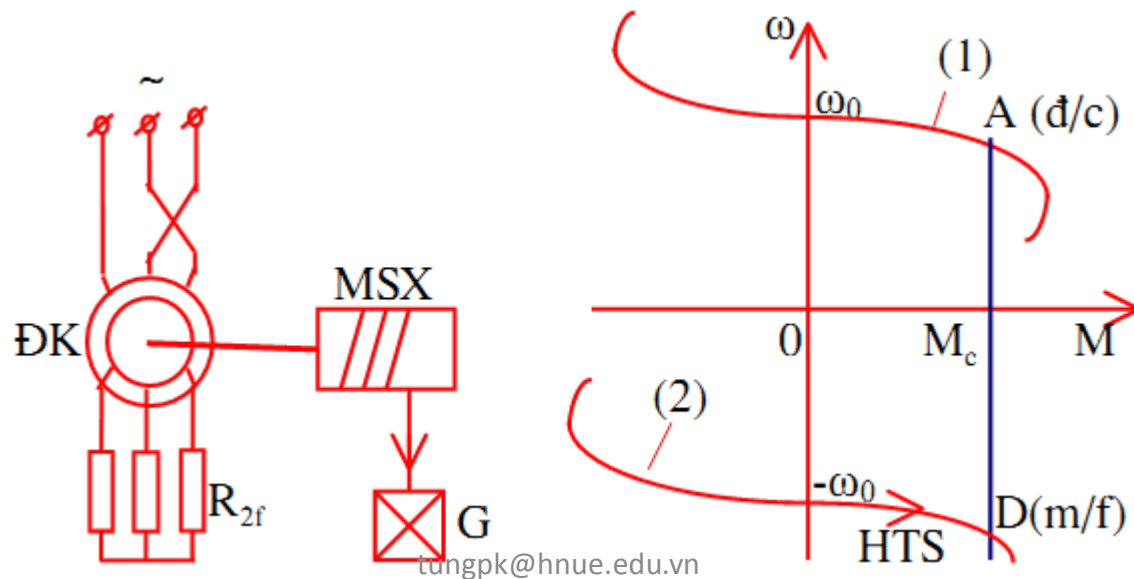 ~
ĐK
MSX
R2f
G
ω
(1)
ω0
A (đ/c)
0
Mc
M
(2)
-ω0
D(m/f)
HTS
tungpk@hnue.edu.vn